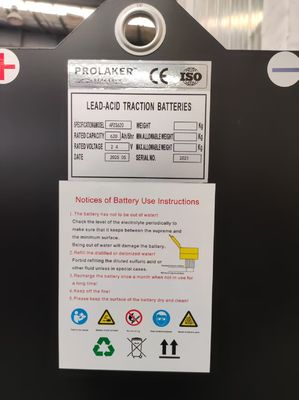 + −
PROLAKER CE ISO
LEAD-ACID TRACTION BATTERIES
SPECIFICATION&MODEL WEIGHT Kg
RATED CAPACITY 620 Ah/5hr MIN.ALLOWABLE WEIGHT Kg
RATED VOLTAGE 24 V MAX.ALLOWABLE WEIGHT Kg
DATE 2025 05 SERIAL NO.
Notices of Battery Use Instructions
1.The battery has not to be out of water!
Check the level of the electrolyte periodically to
make sure that it keeps between the supreme and
the minimum surface.
Being out of water will damage the battery.
2.Refill the distilled or deionized water!
Forbid refilling the diluted sulfuric acid or
other fluid unless in special cases.
3.Recharge the battery once a month when not in use for
a long time!
4.Keep off the fire!
5.Please keep the surface of the battery dry and clean!